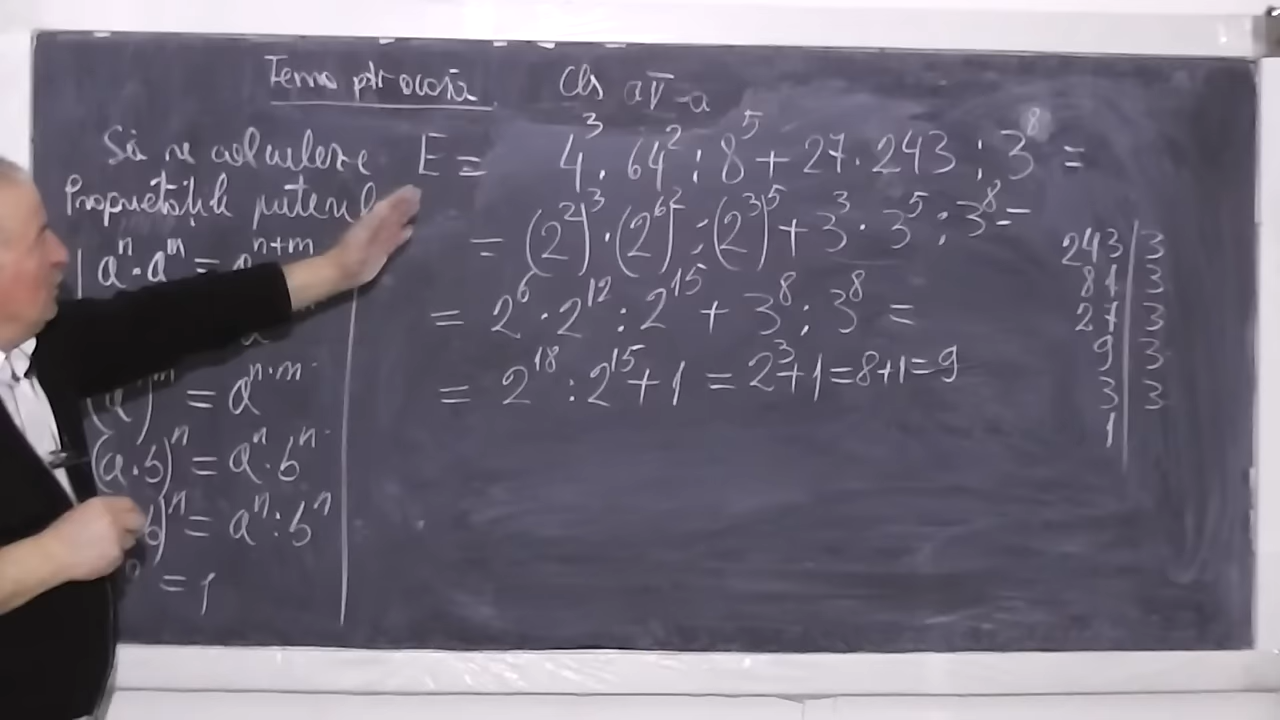 Tema ptr acasă Cls a V-a
Să se calculeze E = 4³ · 64² : 8⁵ + 27 · 243 : 3⁸ =
Proprietățile
= (2²)³ · (2⁶)² : (2³)⁵ + 3³ · 3⁵ : 3⁸ =
aⁿ · aᵐ = aⁿ⁺ᵐ
= 2⁶ · 2¹² : 2¹⁵ + 3⁸ : 3⁸ =
= 2¹⁸ : 2¹⁵ + 1 = 2³ + 1 = 8 + 1 = 9
= aⁿ·ᵐ
(a · b)ⁿ = aⁿ · bⁿ
b)ⁿ = aⁿ : bⁿ
= 1
243 | 3
81 | 3
27 | 3
9 | 3
3 | 3
1 |